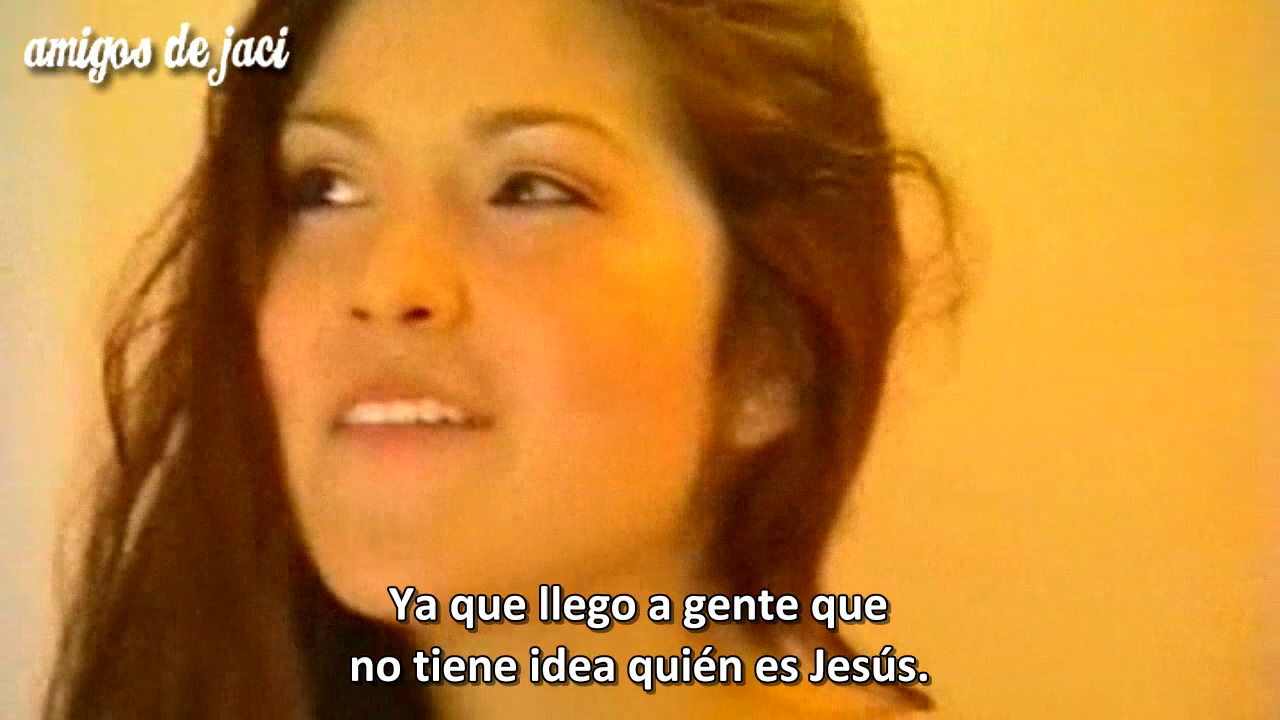 amigos de jaci
Ya que llego a gente que
no tiene idea quién es Jesús.